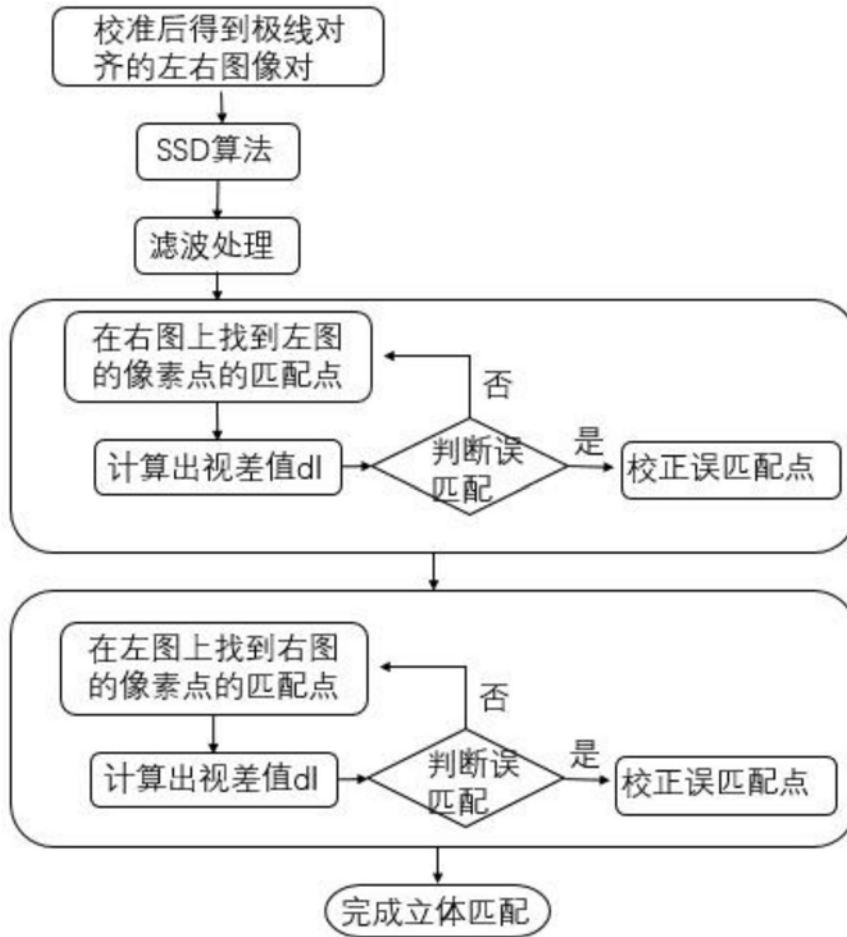 校准后得到极线对
齐的左右图像对
SSD算法
滤波处理
在右图上找到左图
的像素点的匹配点
否
计算出视差值dl
判断误
匹配
是
校正误匹配点
在左图上找到右图
的像素点的匹配点
否
计算出视差值dl
判断误
匹配
是
校正误匹配点
完成立体匹配